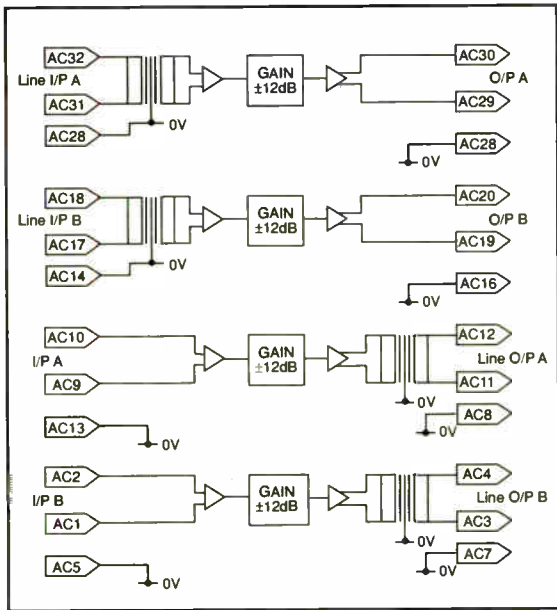 AC32
Line I/P A
AC31
AC28
0V
GAIN
±12dB
AC30
O/P A
AC29
AC28
0V
AC18
Line I/P B
AC17
AC14
0V
GAIN
±12dB
AC20
O/P B
AC19
AC16
0V
AC10
I/P A
AC9
AC13
0V
GAIN
±12dB
AC12
Line O/P A
AC11
0V
AC8
0V
AC2
I/P B
AC1
AC5
0V
GAIN
±12dB
AC4
Line O/P B
AC3
0V
AC7
0V